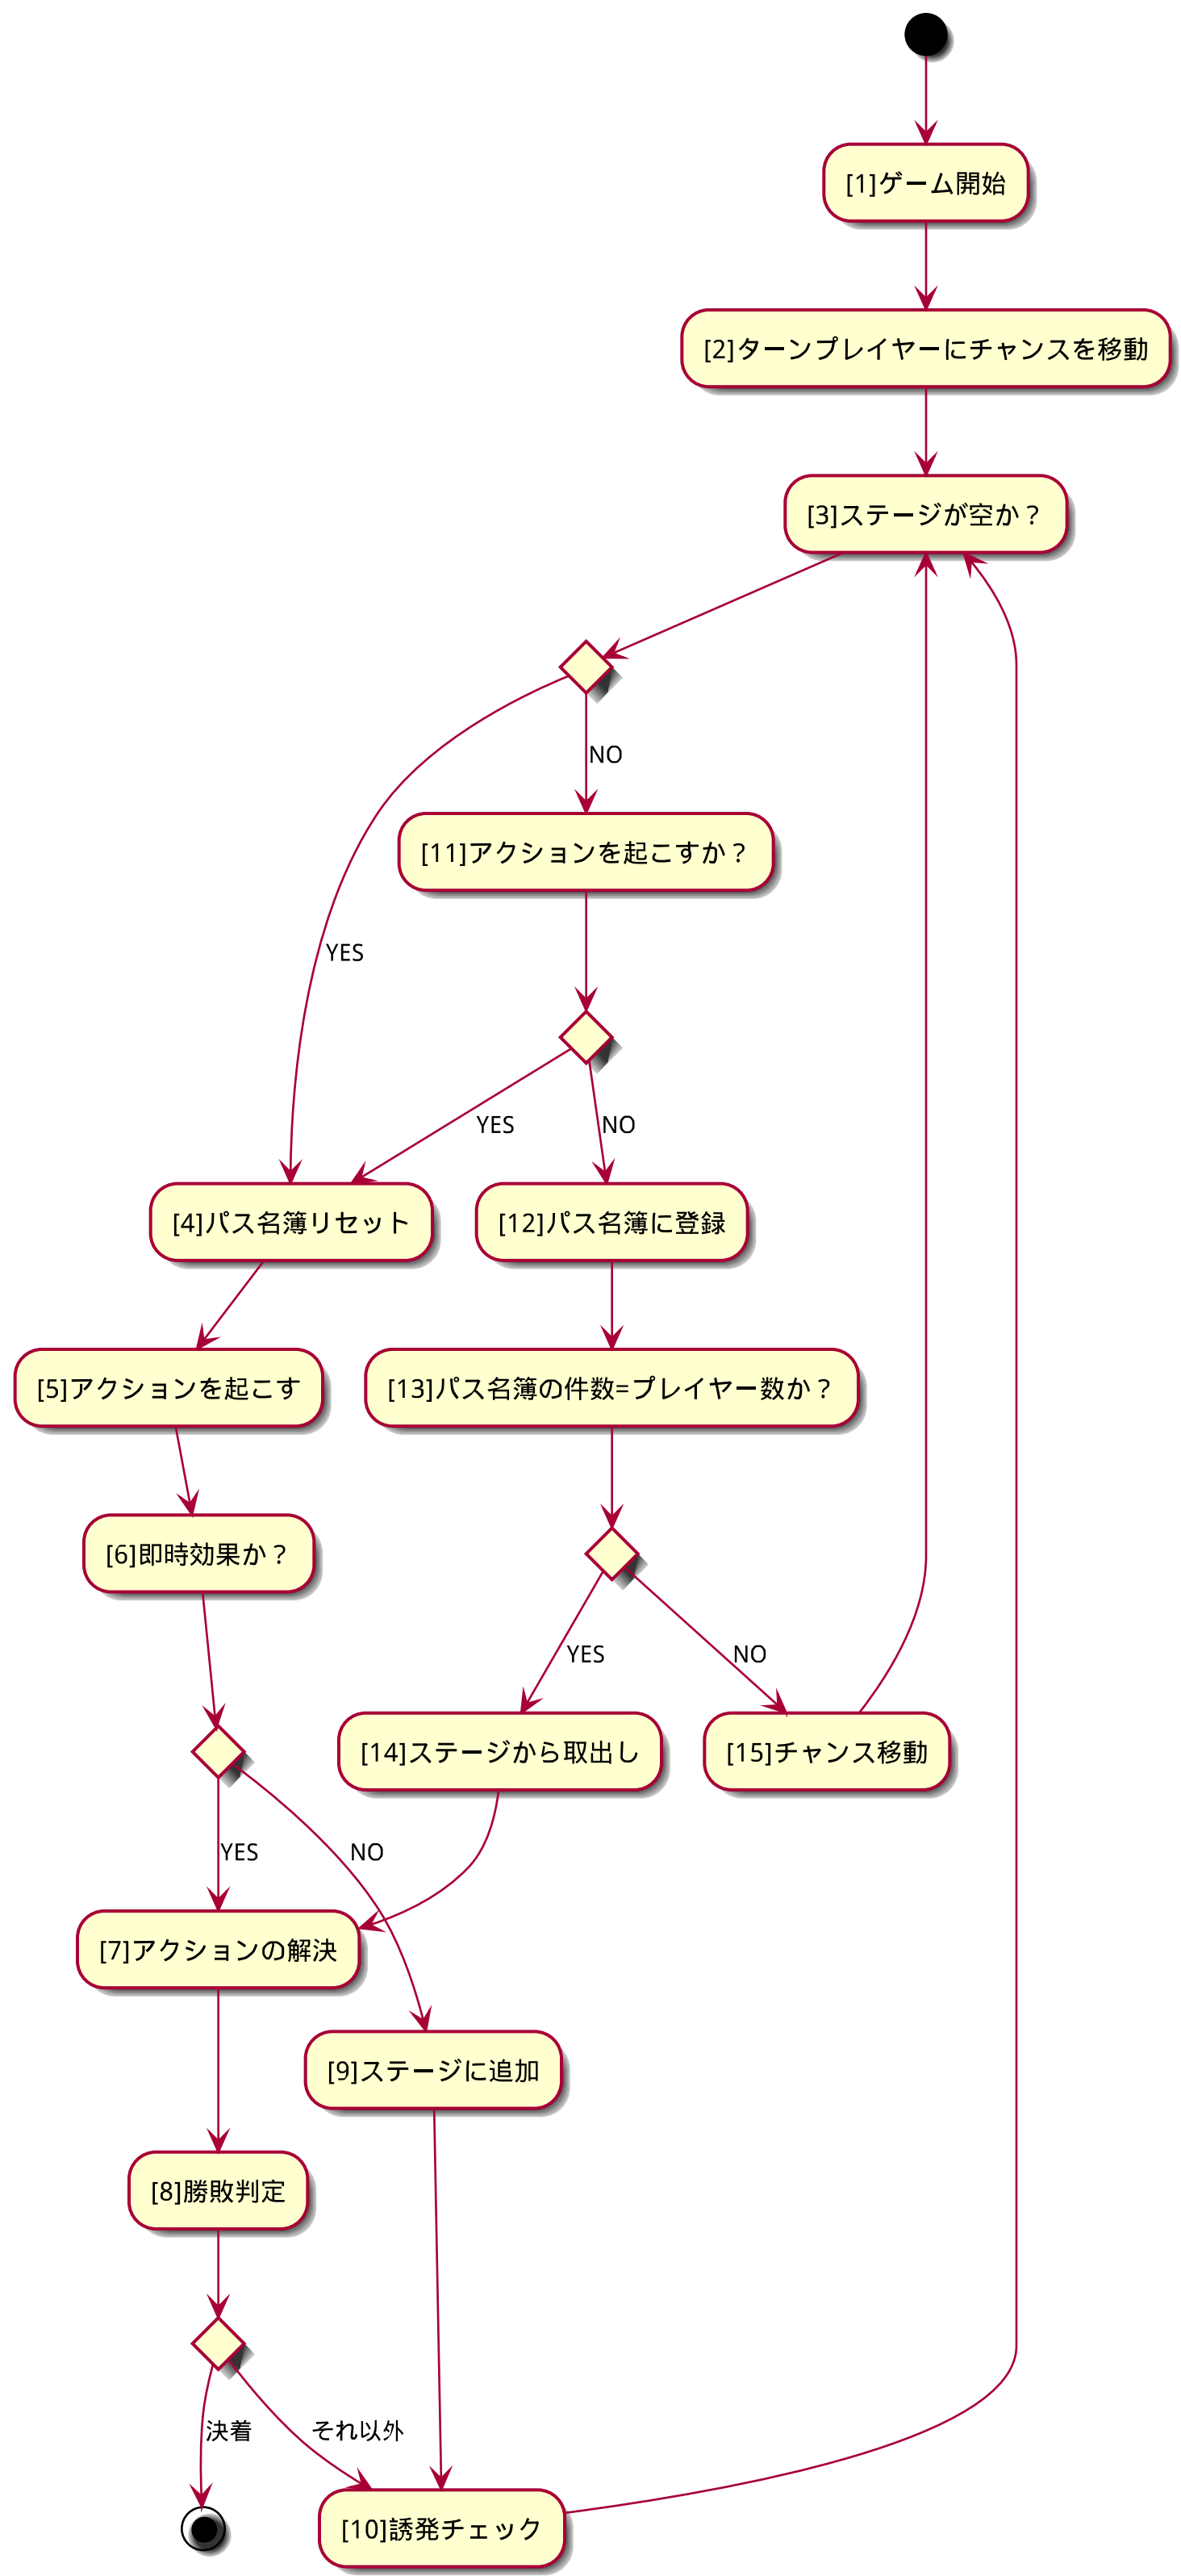 [1]ゲーム開始
[2]ターンプレイヤーにチャンスを移動
[3]ステージが空か？
NO
[11]アクションを起こすか？
YES
YES
NO
[4]パス名簿リセット
[12]パス名簿に登録
[5]アクションを起こす
[13]パス名簿の件数=プレイヤー数か？
[6]即時効果か？
YES
NO
[14]ステージから取出し
[15]チャンス移動
YES
NO
[7]アクションの解決
[9]ステージに追加
[8]勝敗判定
決着
それ以外
[10]誘発チェック